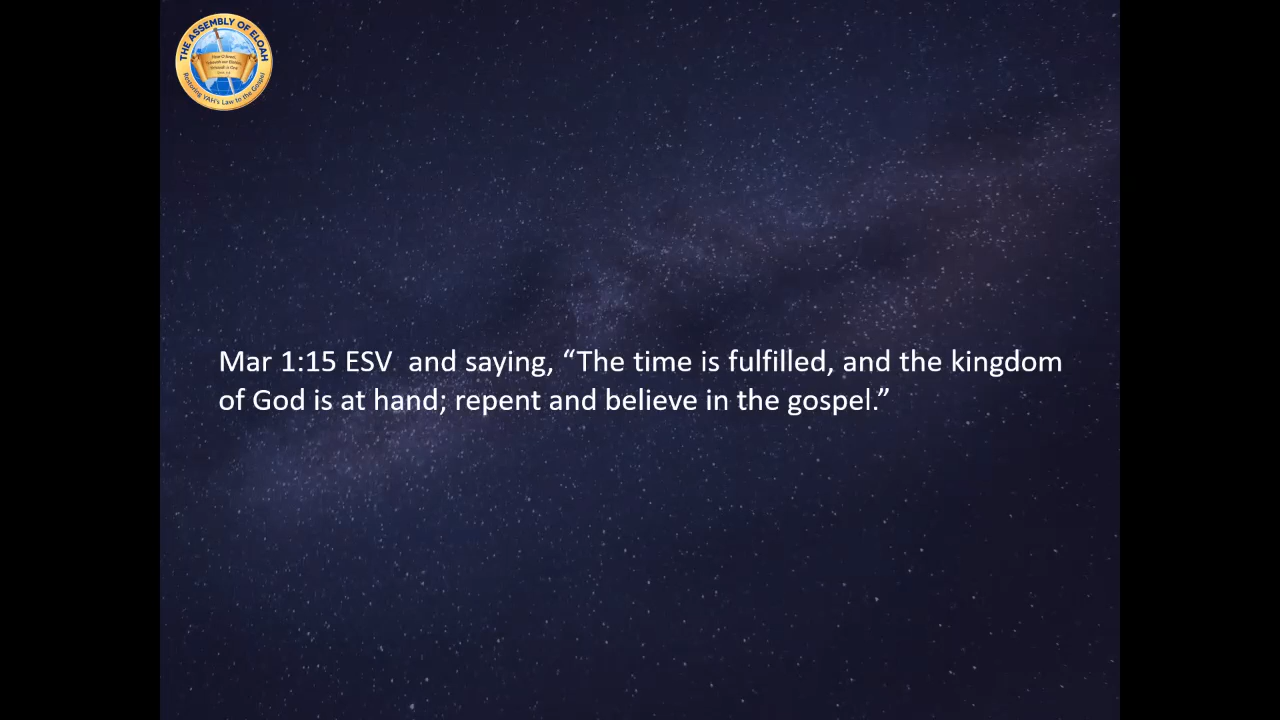 THE ASSEMBLY OF ELOAH
Restoring YAH's Law to the Gospel
Mar 1:15 ESV  and saying, “The time is fulfilled, and the kingdom
of God is at hand; repent and believe in the gospel.”